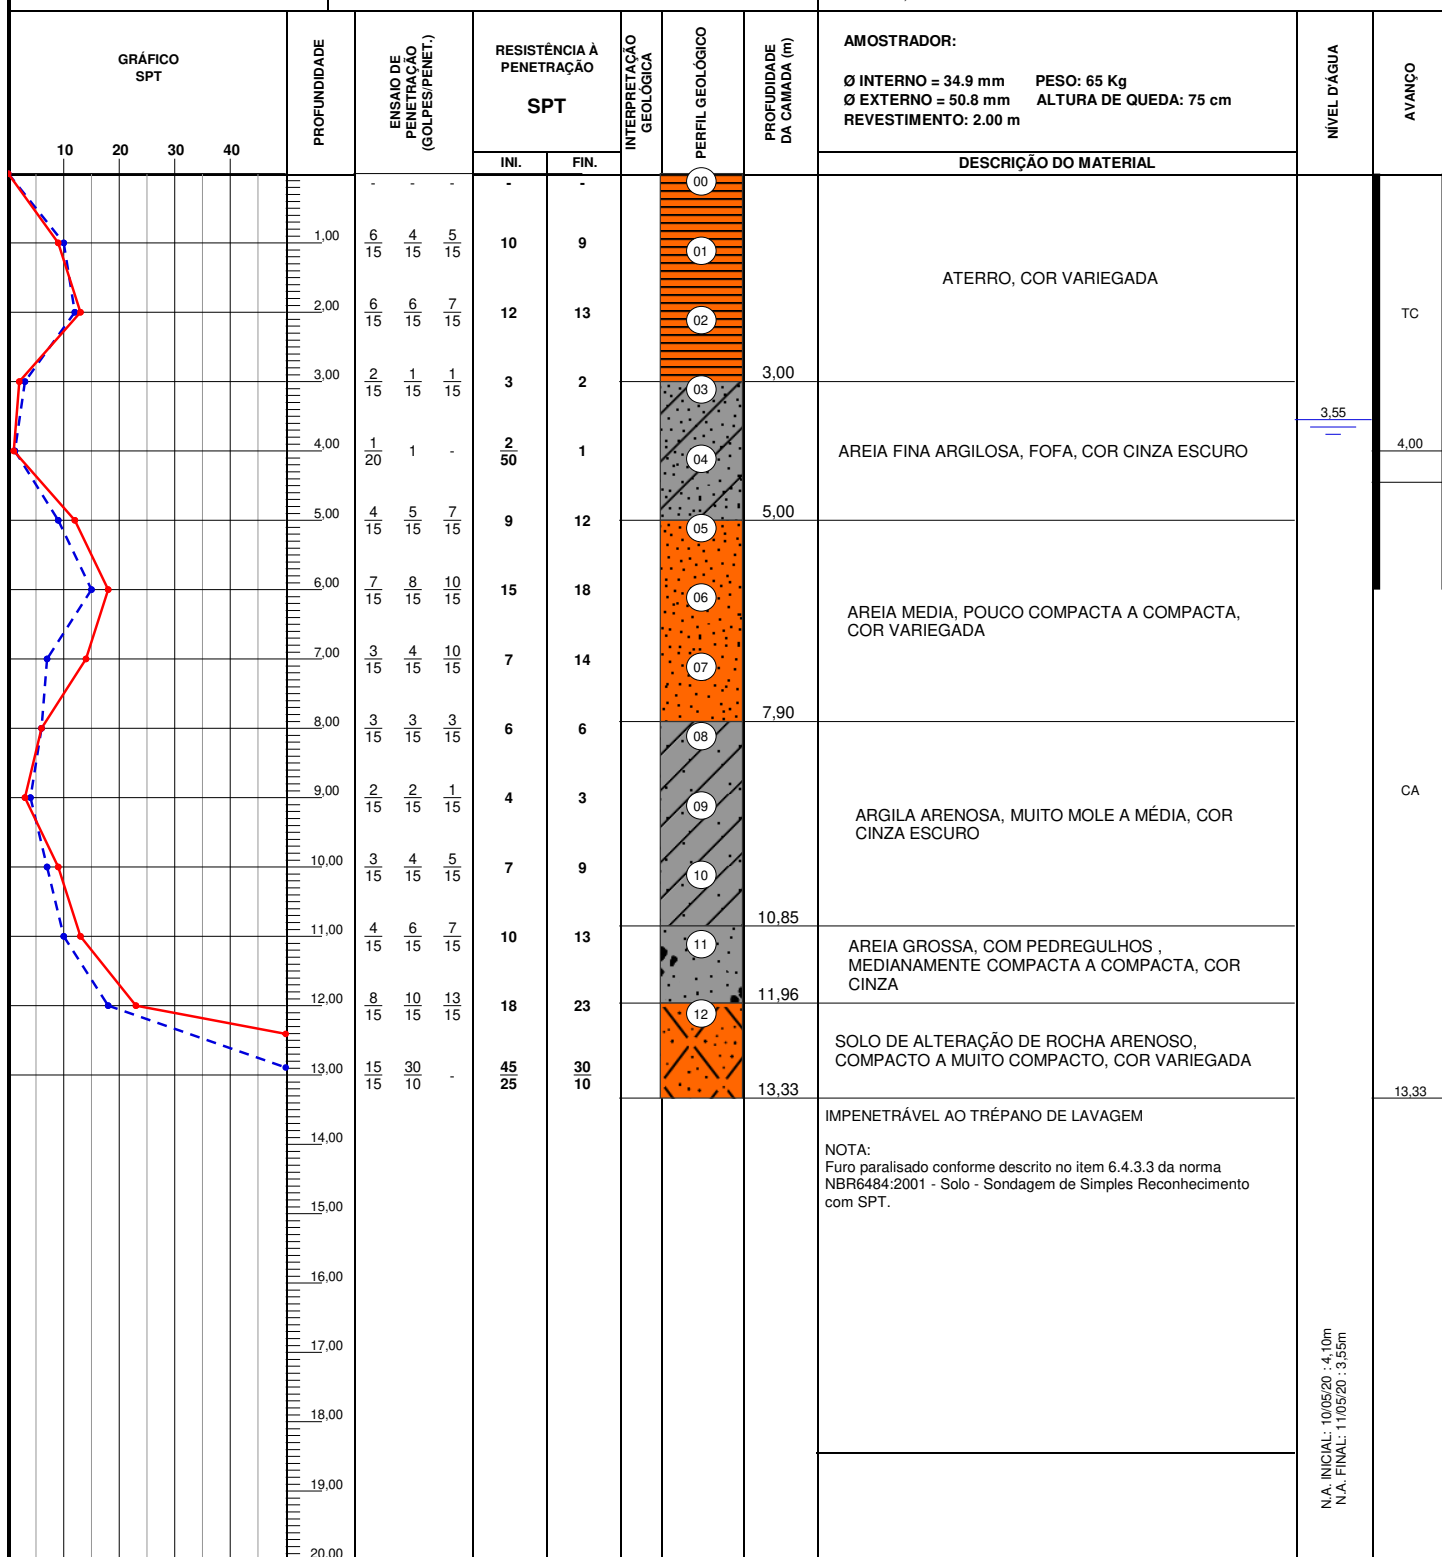 GRÁFICO
SPT
10 20 30 40
PROFUNDIDADE
ENSAIO DE
PENETRAÇÃO
(GOLPES/PENET.)
RESISTÊNCIA À
PENETRAÇÃO
SPT
INI. FIN.
INTERPRETAÇÃO
GEOLÓGICA
PERFIL GEOLÓGICO
PROFUDIDADE
DA CAMADA (m)
AMOSTRADOR:
Ø INTERNO = 34.9 mm PESO: 65 Kg
Ø EXTERNO = 50.8 mm ALTURA DE QUEDA: 75 cm
REVESTIMENTO: 2.00 m
DESCRIÇÃO DO MATERIAL
NÍVEL D'ÁGUA
AVANÇO
- - - - - 00
1,00 6/15 4/15 5/15 10 9 01
ATERRO, COR VARIEGADA
2,00 6/15 6/15 7/15 12 13 02 TC
3,00 2/15 1/15 1/15 3 2 03 3,00
3,55
4,00 1/20 1 - 2/50 1 04 4,00
AREIA FINA ARGILOSA, FOFA, COR CINZA ESCURO
5,00 4/15 5/15 7/15 9 12 05 5,00
6,00 7/15 8/15 10/15 15 18 06
AREIA MEDIA, POUCO COMPACTA A COMPACTA,
COR VARIEGADA
7,00 3/15 4/15 10/15 7 14 07
7,90
8,00 3/15 3/15 3/15 6 6 08
9,00 2/15 2/15 1/15 4 3 09 CA
ARGILA ARENOSA, MUITO MOLE A MÉDIA, COR
CINZA ESCURO
10,00 3/15 4/15 5/15 7 9 10
10,85
11,00 4/15 6/15 7/15 10 13 11
AREIA GROSSA, COM PEDREGULHOS ,
MEDIANAMENTE COMPACTA A COMPACTA, COR
CINZA
11,96
12,00 8/15 10/15 13/15 18 23 12
SOLO DE ALTERAÇÃO DE ROCHA ARENOSO,
COMPACTO A MUITO COMPACTO, COR VARIEGADA
13,00 15/15 30/10 - 45/25 30/10
13,33 13,33
IMPENETRÁVEL AO TRÉPANO DE LAVAGEM
NOTA:
Furo paralisado conforme descrito no item 6.4.3.3 da norma
NBR6484:2001 - Solo - Sondagem de Simples Reconhecimento
com SPT.
14,00
15,00
16,00
17,00
18,00
19,00
20,00
N.A. INICIAL: 10/05/20 : 4,10m
N.A. FINAL: 11/05/20 : 3,55m